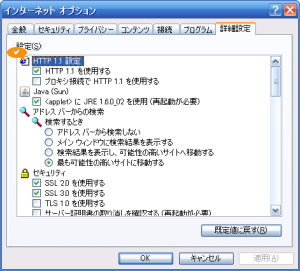 インターネット オプション
全般 セキュリティ プライバシー コンテンツ 接続 プログラム 詳細設定
設定(S):
HTTP 1.1 設定
HTTP 1.1 を使用する
プロキシ接続で HTTP 1.1 を使用する
Java (Sun)
<applet> に JRE 1.6.0_02 を使用 (再起動が必要)
アドレス バーからの検索
検索するとき
アドレス バーから検索しない
メイン ウィンドウに検索結果を表示する
検索結果を表示し、可能性の高いサイトへ移動する
最も可能性の高いサイトに移動する
セキュリティ
SSL 2.0 を使用する
SSL 3.0 を使用する
TLS 1.0 を使用する
サーバー証明書の取り消しを確認する (再起動が必要)
既定値に戻す(R)
OK キャンセル 適用(A)